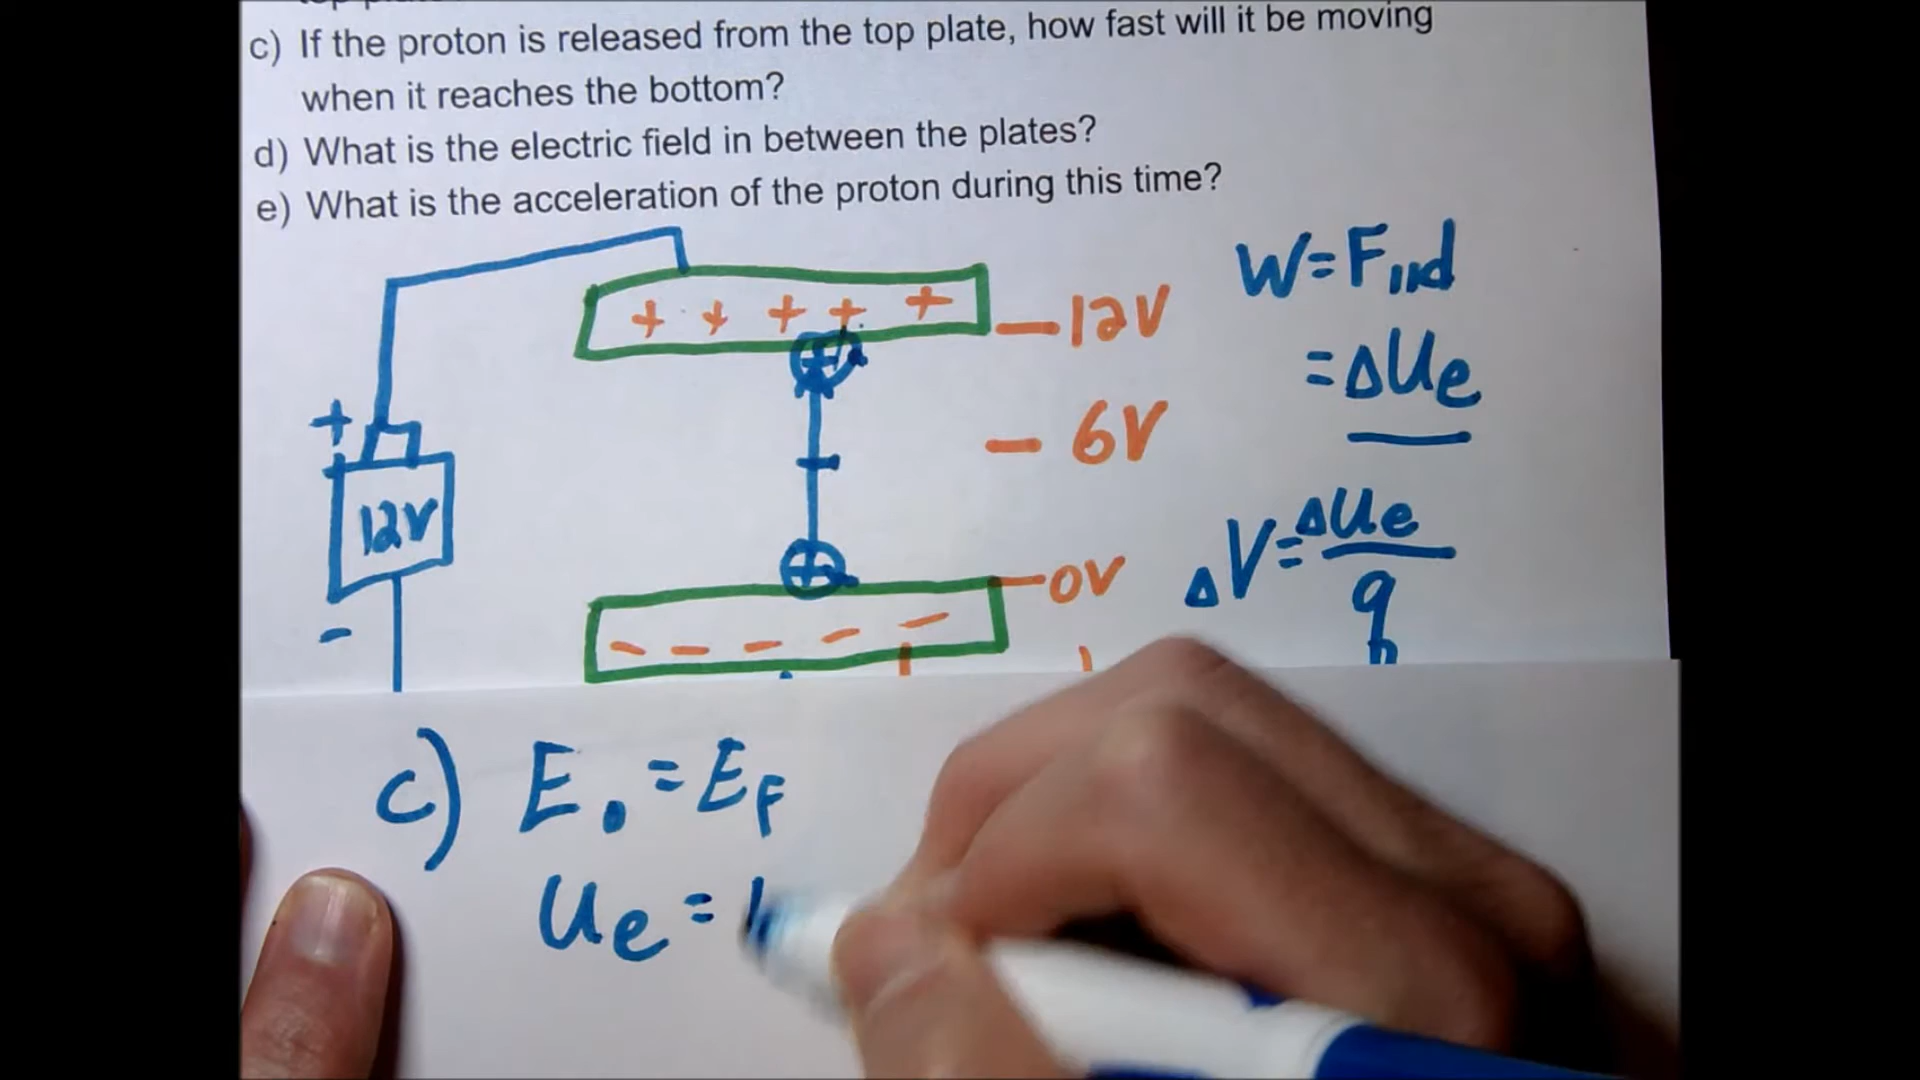 c) If the proton is released from the top plate, how fast will it be moving
when it reaches the bottom?
d) What is the electric field in between the plates?
e) What is the acceleration of the proton during this time?
+ + + + +
— 12V
W=F||d
=ΔUe
+
12V
-
— 6V
ΔV=ΔUe/q
+
— 0V
- - - - -
c) E₀=EF
Ue=